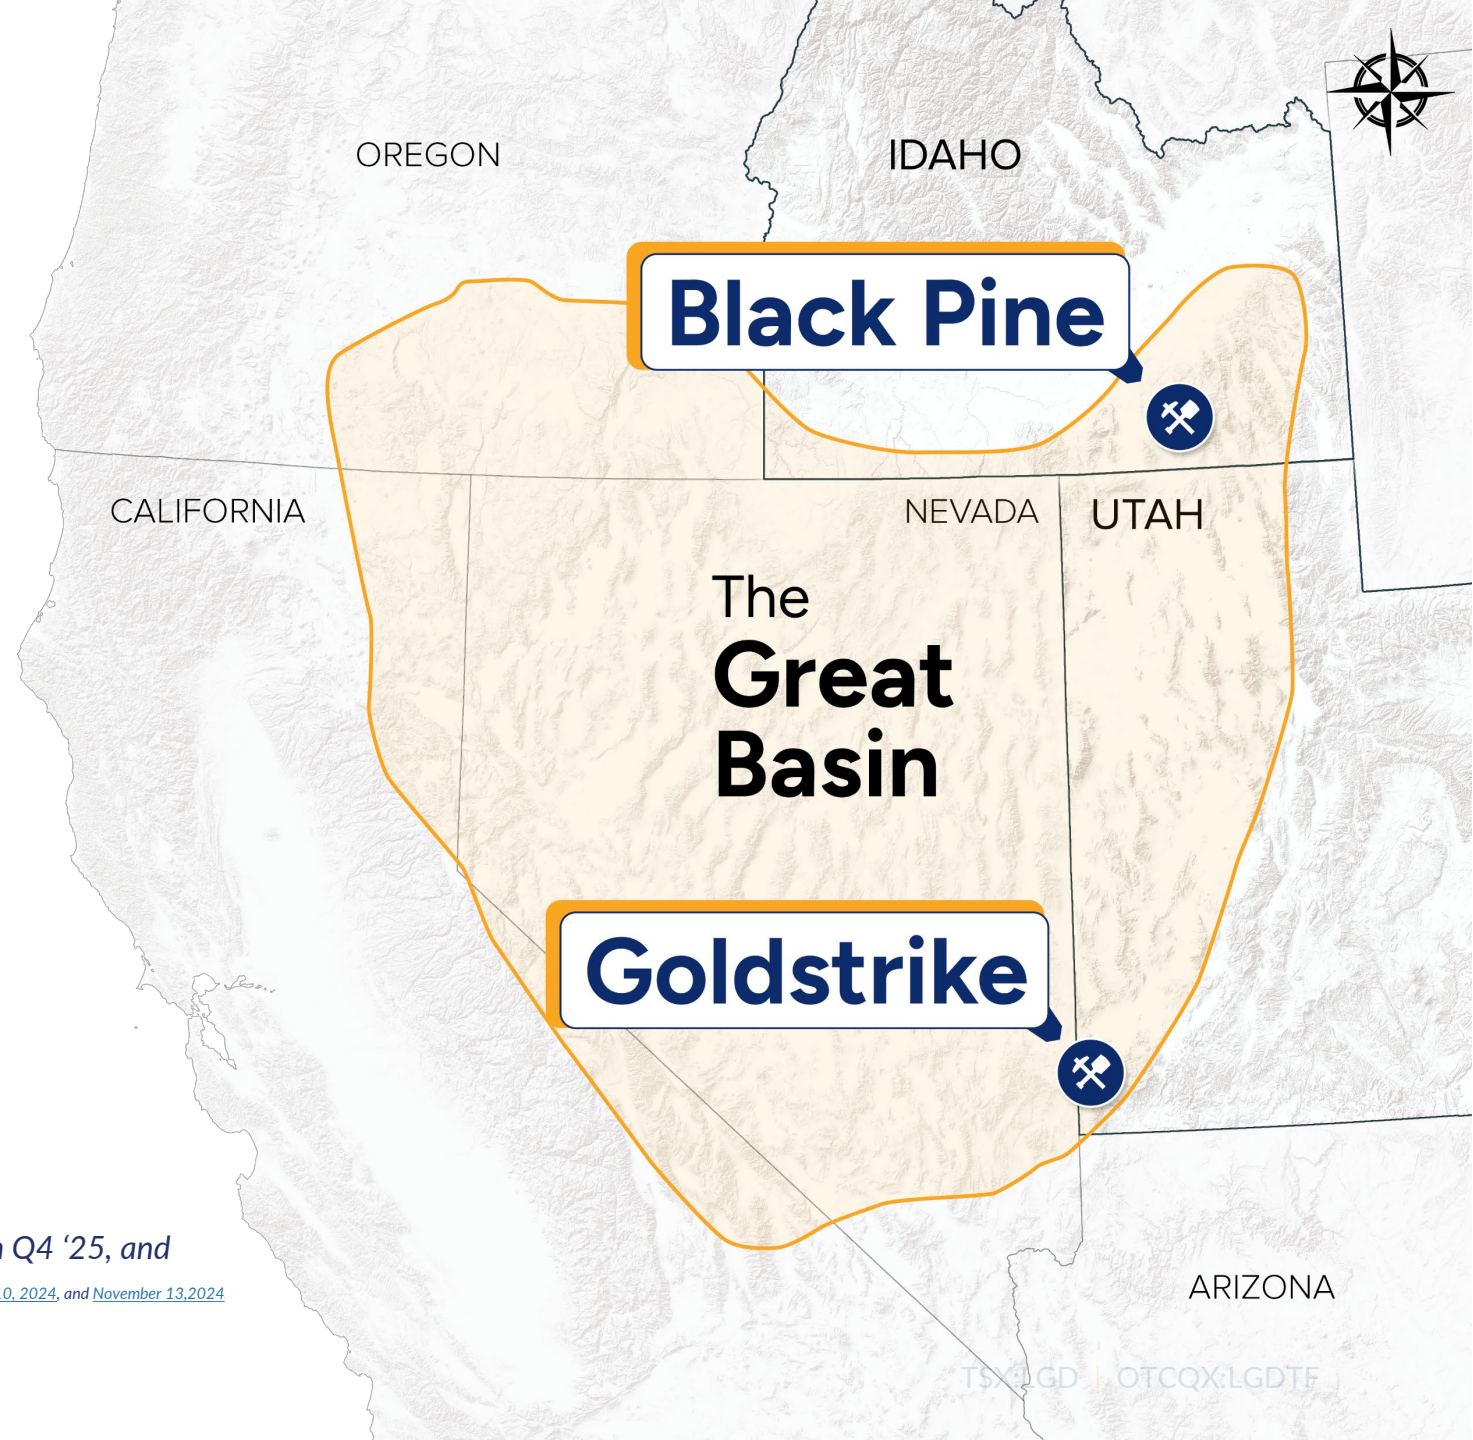 OREGON
IDAHO
Black Pine
CALIFORNIA
NEVADA
UTAH
The
Great
Basin
Goldstrike
Q4 ‘25, and
0, 2024, and November 13,2024
ARIZONA
TSX:LGD | OTCQX:LGDTF